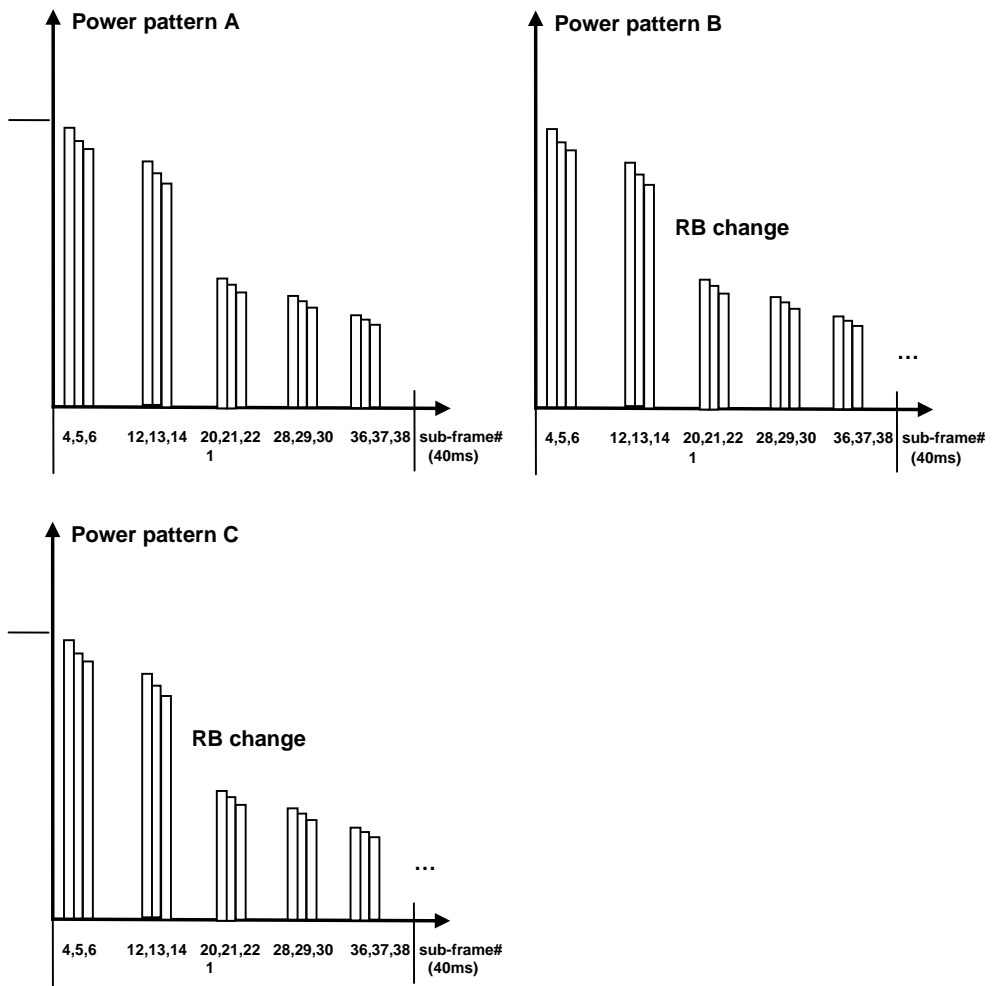 Power pattern A
4,5,6 12,13,14 20,21,22 28,29,30 36,37,38 sub-frame#
1 (40ms)
Power pattern B
RB change
...
4,5,6 12,13,14 20,21,22 28,29,30 36,37,38 sub-frame#
1 (40ms)
Power pattern C
RB change
...
4,5,6 12,13,14 20,21,22 28,29,30 36,37,38 sub-frame#
1 (40ms)